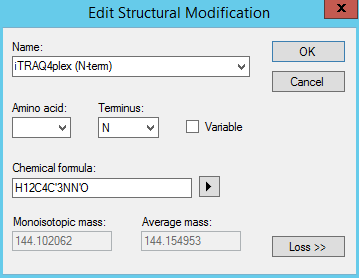 Edit Structural Modification
x
Name:
iTRAQ4plex (N-term)
OK
Cancel
Amino acid:
Terminus:
N
Variable
Chemical formula:
H12C4C'3NN'O
Monoisotopic mass:
Average mass:
144.102062
144.154953
Loss >>